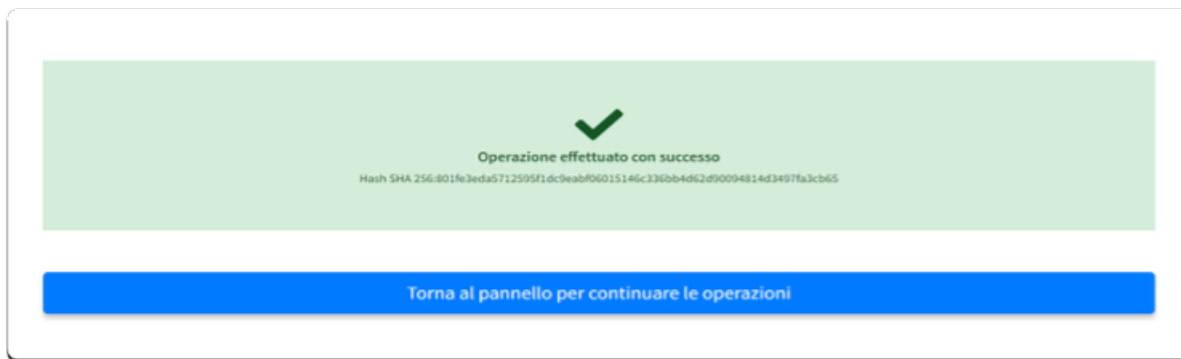 Operazione effettuato con successo
Hash SHA 256:801fe3eda5712595f1dc9eabf06015146c336bb4d62d90094814d3497fa3cb65
Torna al pannello per continuare le operazioni